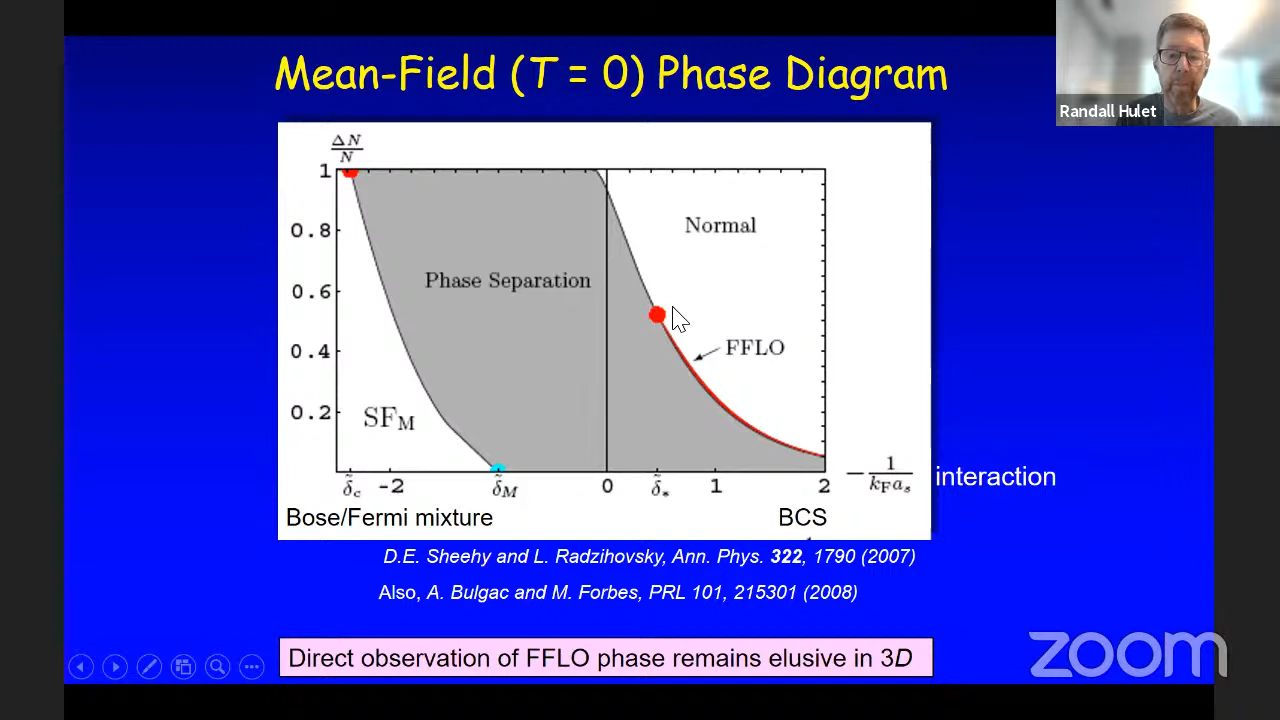 Mean-Field (T = 0) Phase Diagram
Randall Hulet
ΔN/N
1
0.8
0.6
0.4
0.2
Normal
Phase Separation
FFLO
SF_M
δ̃_c -2 δ̃_M 0 δ̃_* 1 2
−1/(k_F a_s) interaction
Bose/Fermi mixture BCS
D.E. Sheehy and L. Radzihovsky, Ann. Phys. 322, 1790 (2007)
Also, A. Bulgac and M. Forbes, PRL 101, 215301 (2008)
Direct observation of FFLO phase remains elusive in 3D
zoom